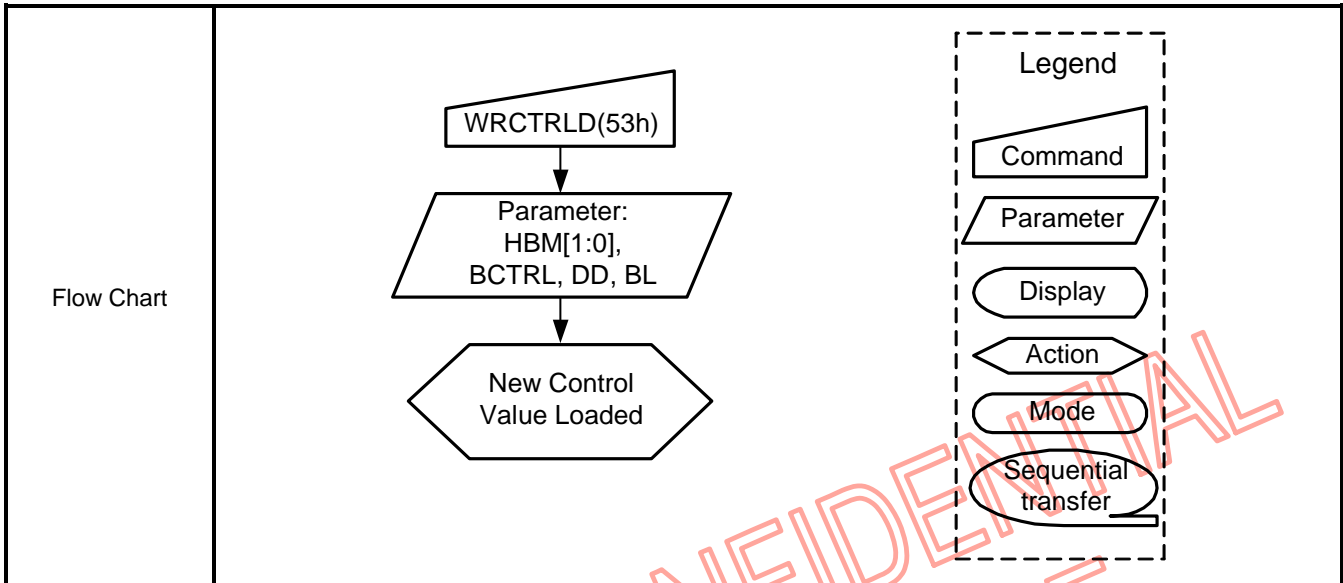 Flow Chart
WRCTRLD(53h)
Parameter:
HBM[1:0],
BCTRL, DD, BL
New Control
Value Loaded
Legend
Command
Parameter
Display
Action
Mode
Sequential
transfer
NFIDENTIAL